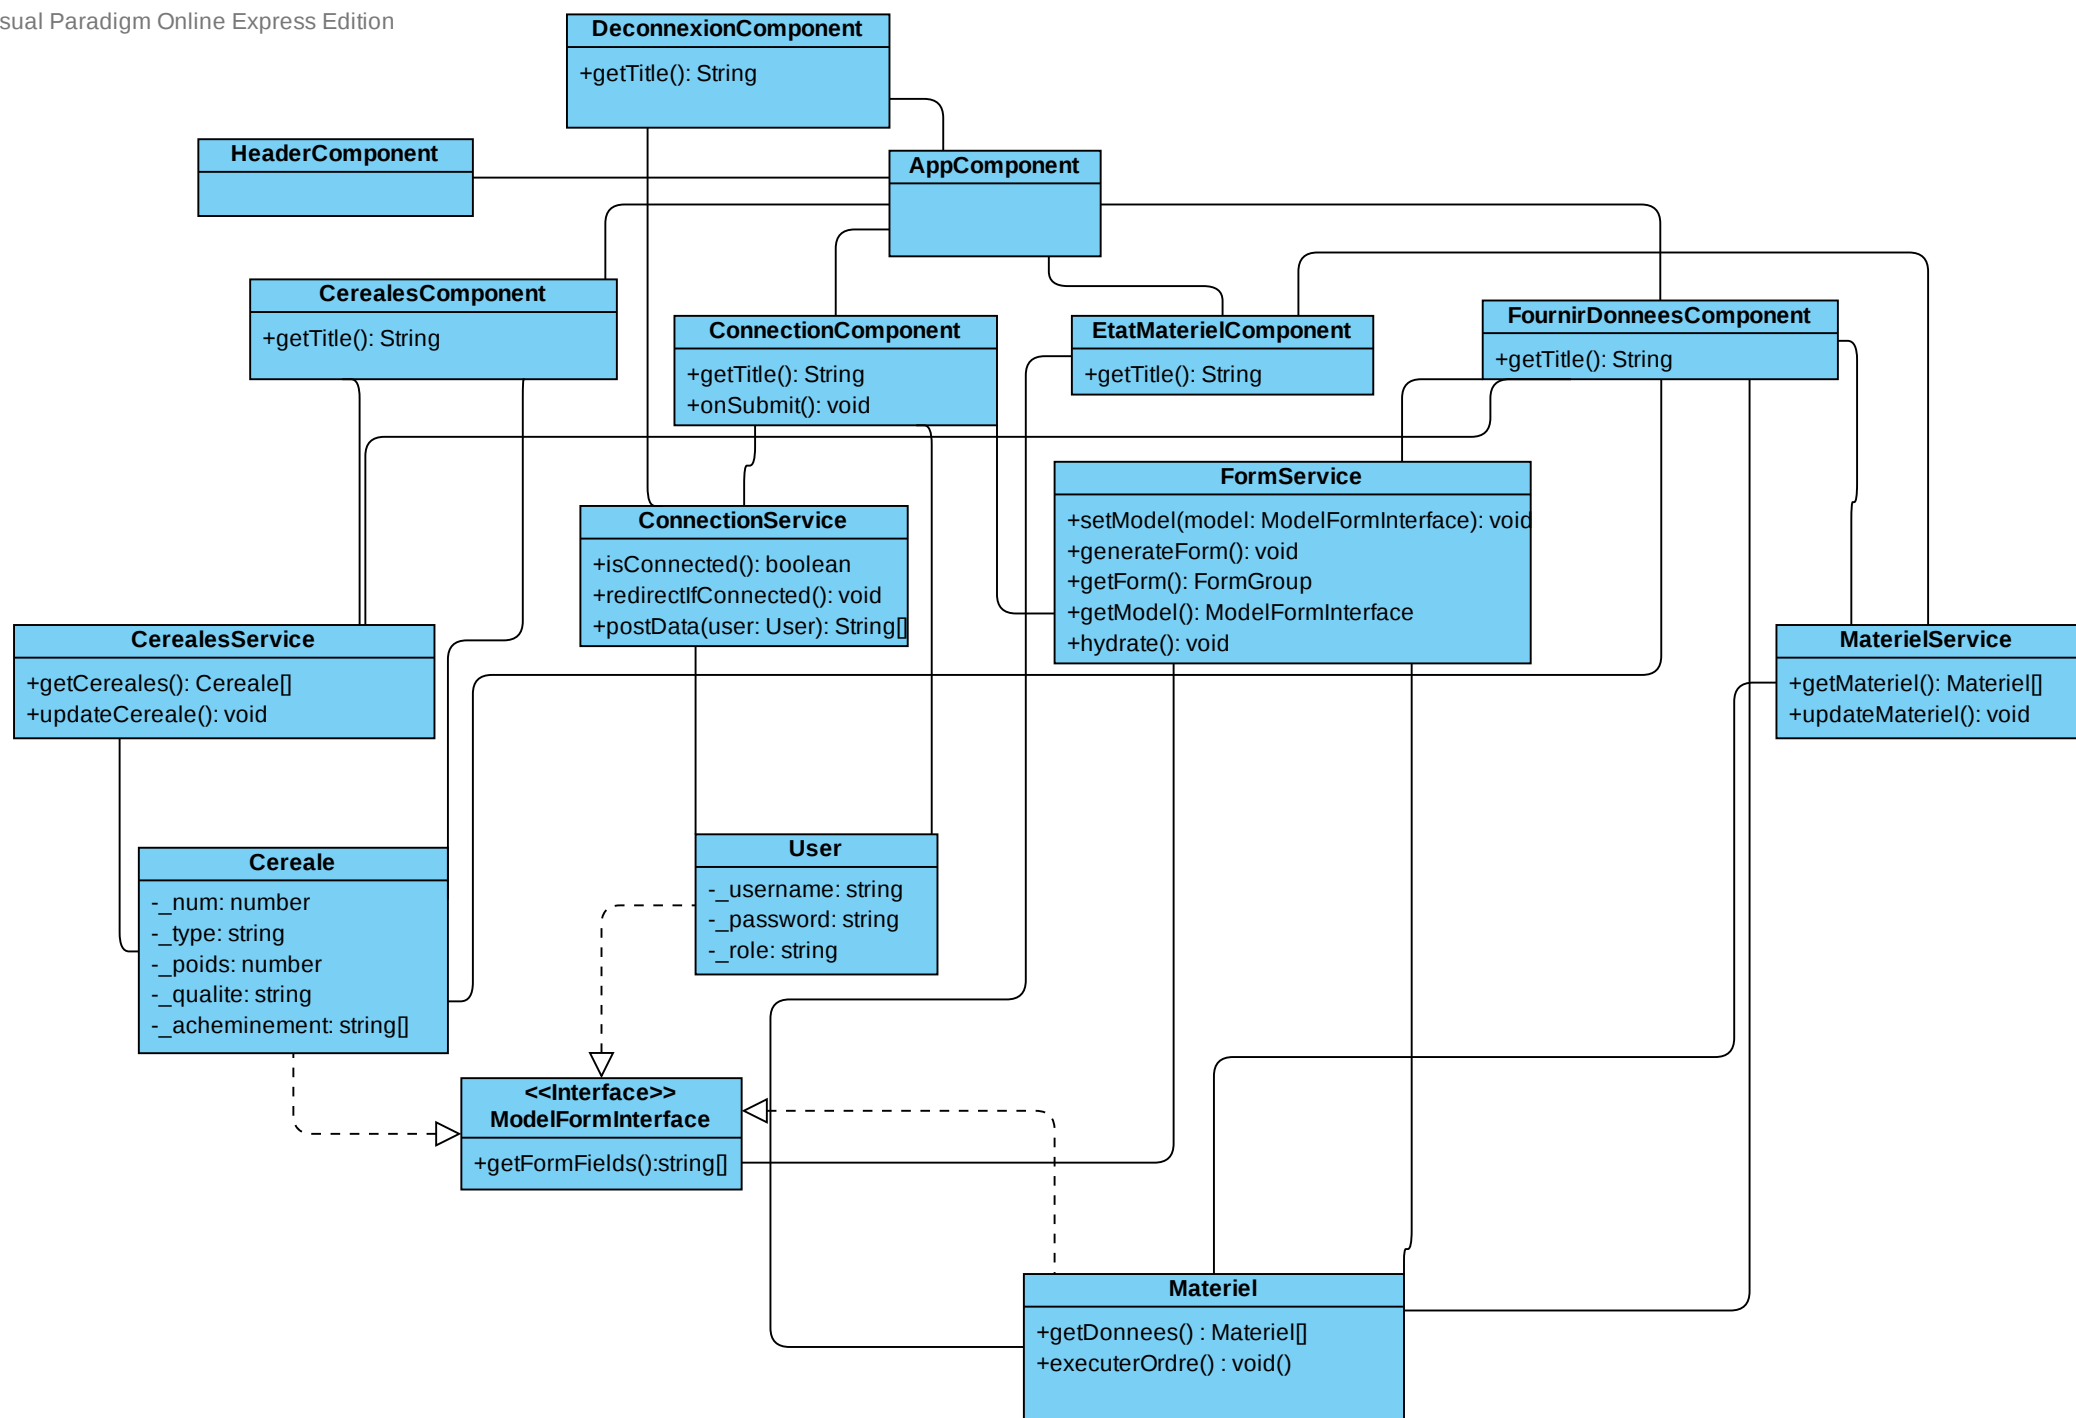 sual Paradigm Online Express Edition
DeconnexionComponent
+getTitle(): String
HeaderComponent
AppComponent
CerealesComponent
+getTitle(): String
ConnectionComponent
+getTitle(): String
+onSubmit(): void
EtatMaterielComponent
+getTitle(): String
FournirDonneesComponent
+getTitle(): String
ConnectionService
+isConnected(): boolean
+redirectIfConnected(): void
+postData(user: User): String[]
FormService
+setModel(model: ModelFormInterface): void
+generateForm(): void
+getForm(): FormGroup
+getModel(): ModelFormInterface
+hydrate(): void
CerealesService
+getCereales(): Cereale[]
+updateCereale(): void
MaterielService
+getMateriel(): Materiel[]
+updateMateriel(): void
Cereale
-_num: number
-_type: string
-_poids: number
-_qualite: string
-_acheminement: string[]
User
-_username: string
-_password: string
-_role: string
<<Interface>>
ModelFormInterface
+getFormFields():string[]
Materiel
+getDonnees() : Materiel[]
+executerOrdre() : void()